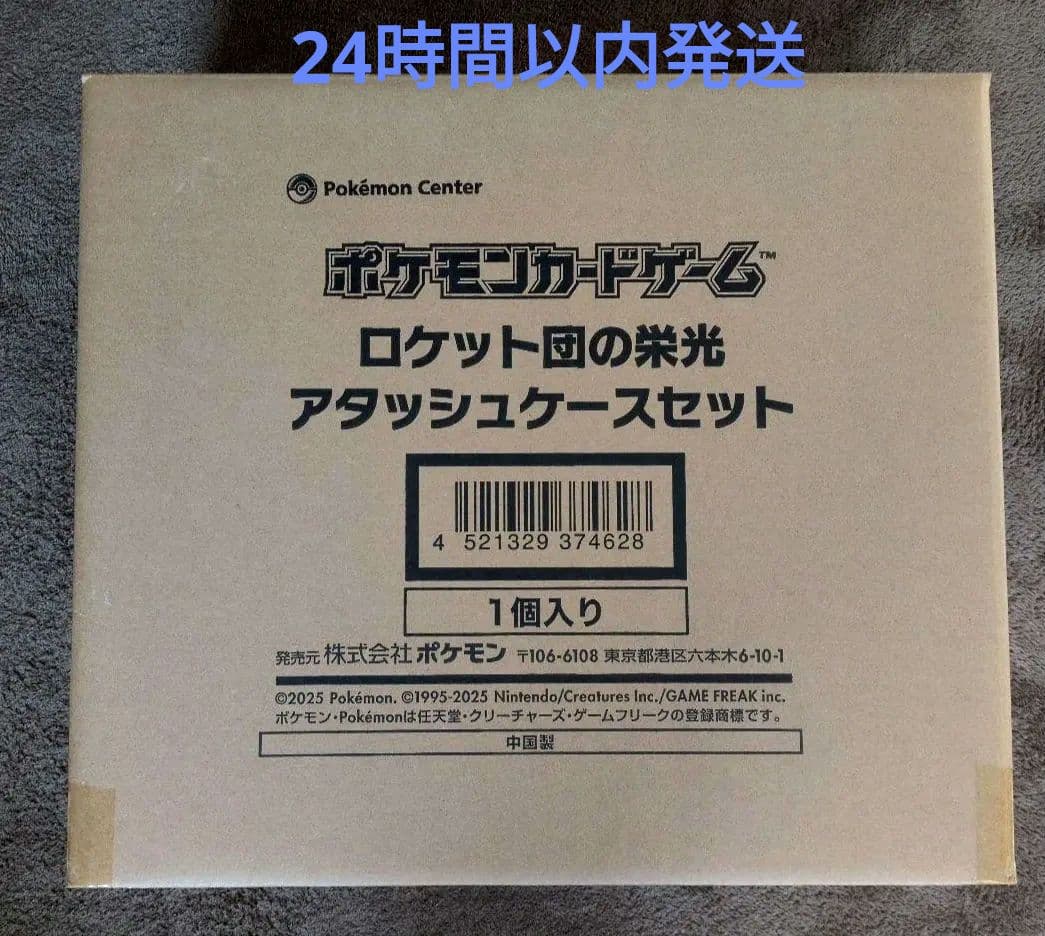 24時間以内発送
Pokémon Center
ポケモンカードゲーム™
ロケット団の栄光
アタッシュケースセット
4 521329 374628
1個入り
発売元 株式会社 ポケモン 〒106-6108 東京都港区六本木6-10-1
©2025 Pokémon. ©1995-2025 Nintendo/Creatures Inc./GAME FREAK inc.
ポケモン・Pokémonは任天堂・クリーチャーズ・ゲームフリークの登録商標です。
中国製